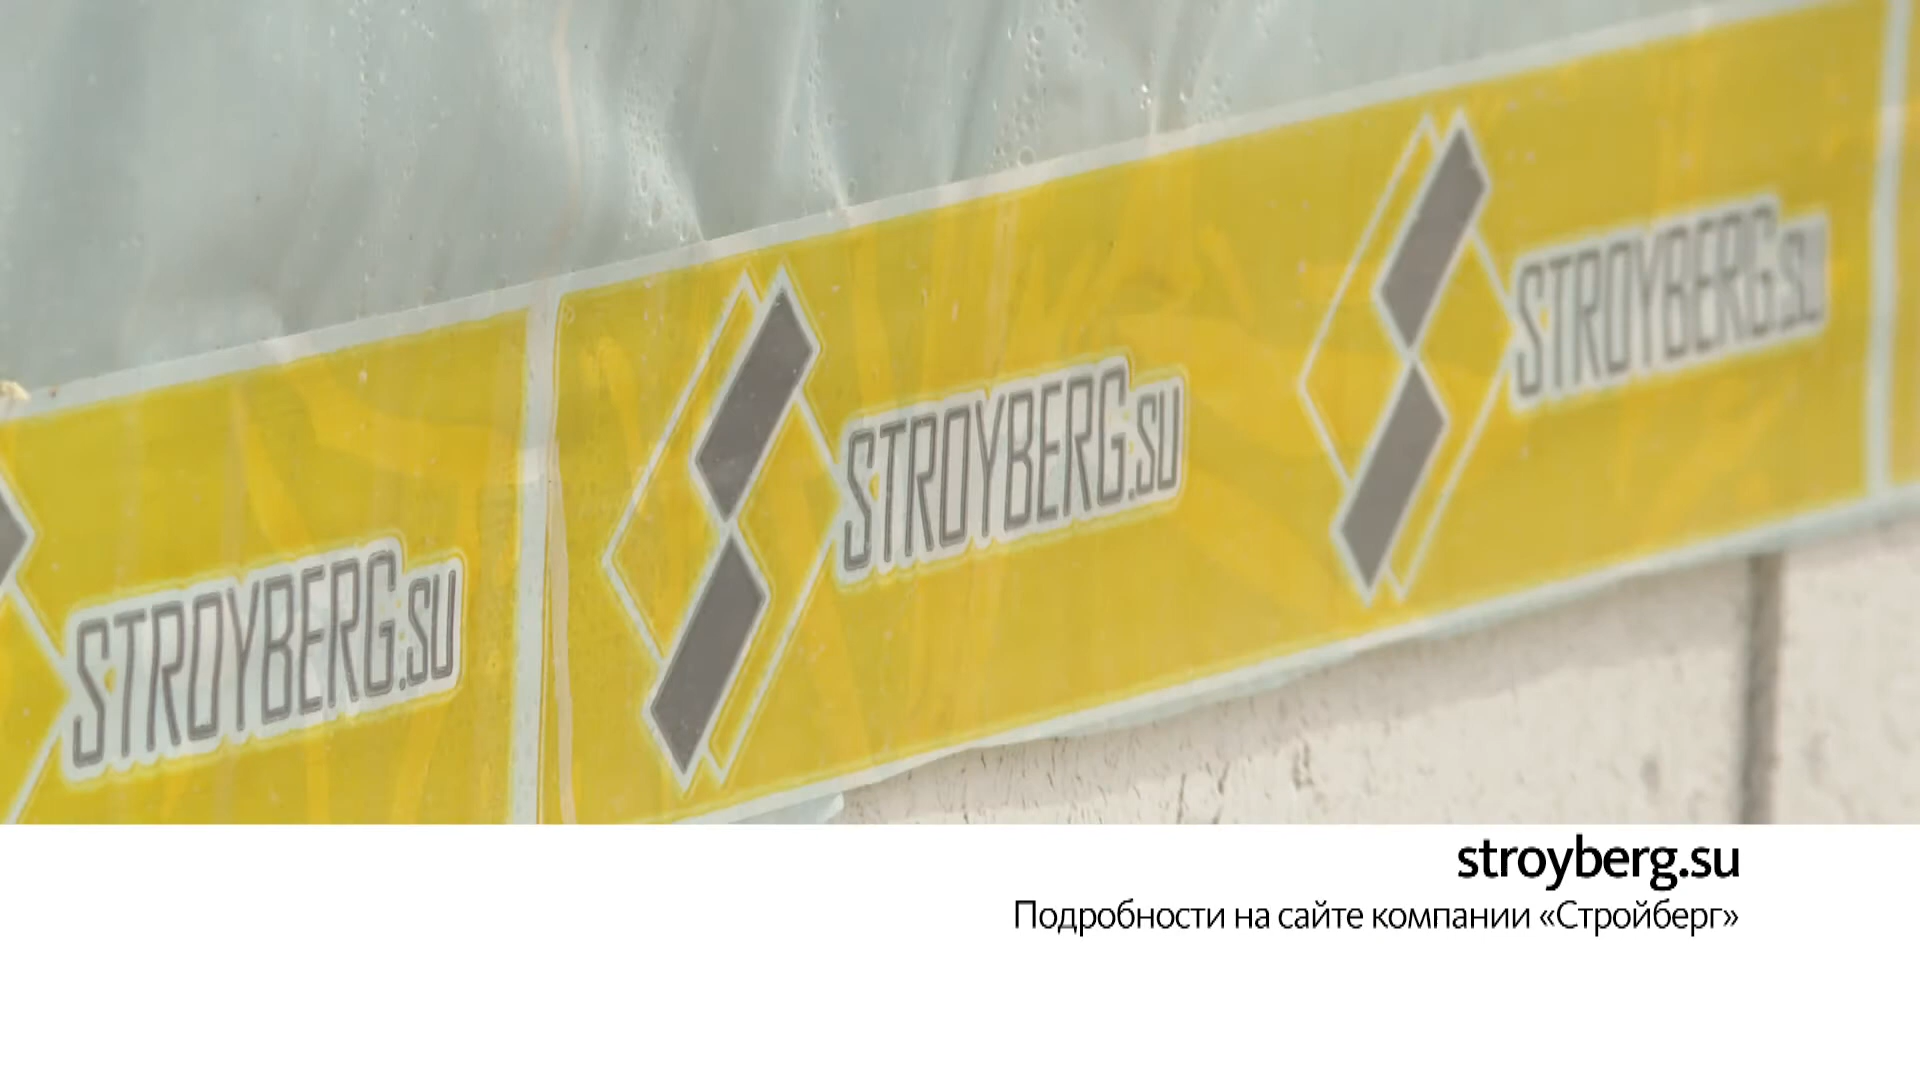 STROYBERG.SU
STROYBERG.SU
STROYBERG.SU
stroyberg.su
Подробности на сайте компании «Стройберг»